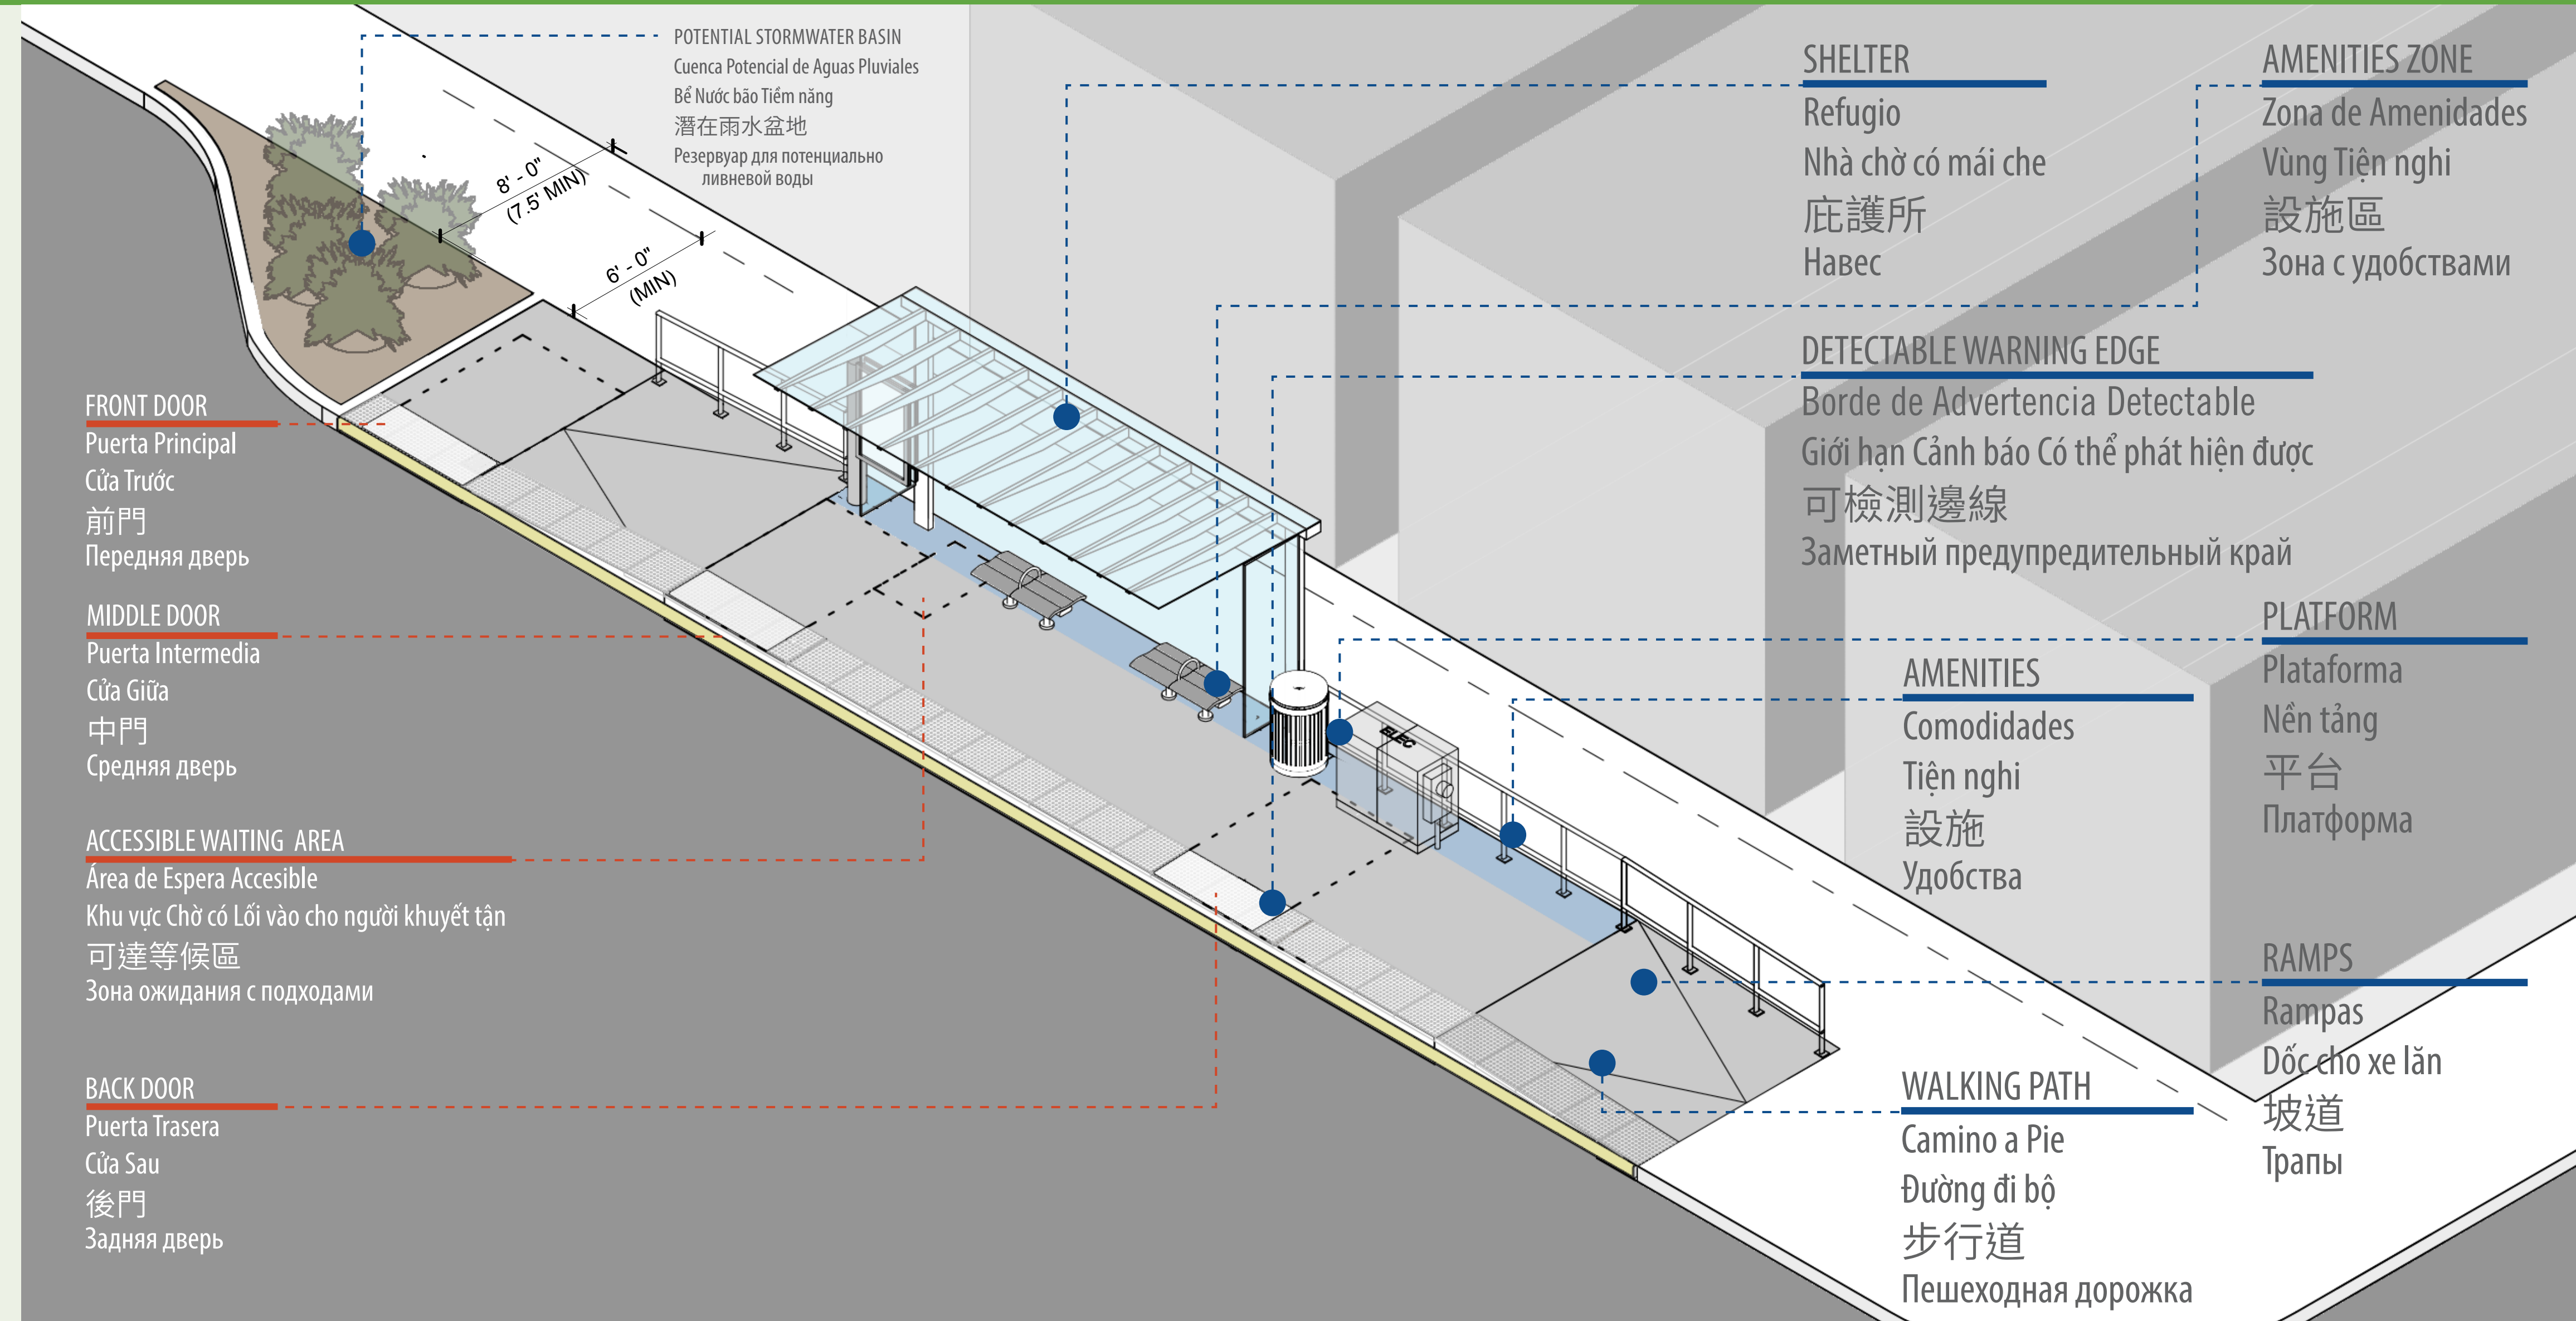 POTENTIAL STORMWATER BASIN
Cuenca Potencial de Aguas Pluviales
Bể Nước bão Tiềm năng
潛在雨水盆地
Резервуар для потенциально
ливневой воды
8' - 0"
(7.5' MIN)
6' - 0"
(MIN)
SHELTER
Refugio
Nhà chờ có mái che
庇護所
Навес
AMENITIES ZONE
Zona de Amenidades
Vùng Tiện nghi
設施區
Зона с удобствами
DETECTABLE WARNING EDGE
Borde de Advertencia Detectable
Giới hạn Cảnh báo Có thể phát hiện được
可檢測邊線
Заметный предупредительный край
FRONT DOOR
Puerta Principal
Cửa Trước
前門
Передняя дверь
MIDDLE DOOR
Puerta Intermedia
Cửa Giữa
中門
Средняя дверь
ACCESSIBLE WAITING AREA
Área de Espera Accesible
Khu vực Chờ có Lối vào cho người khuyết tận
可達等候區
Зона ожидания с подходами
BACK DOOR
Puerta Trasera
Cửa Sau
後門
Задняя дверь
ELEC
PLATFORM
Plataforma
Nền tảng
平台
Платформа
AMENITIES
Comodidades
Tiện nghi
設施
Удобства
RAMPS
Rampas
Dốc cho xe lăn
坡道
Трапы
WALKING PATH
Camino a Pie
Đường đi bộ
步行道
Пешеходная дорожка